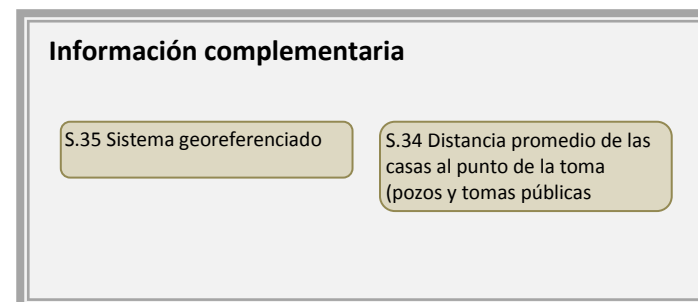 Información complementaria
S.35 Sistema georeferenciado
S.34 Distancia promedio de las
casas al punto de la toma
(pozos y tomas públicas